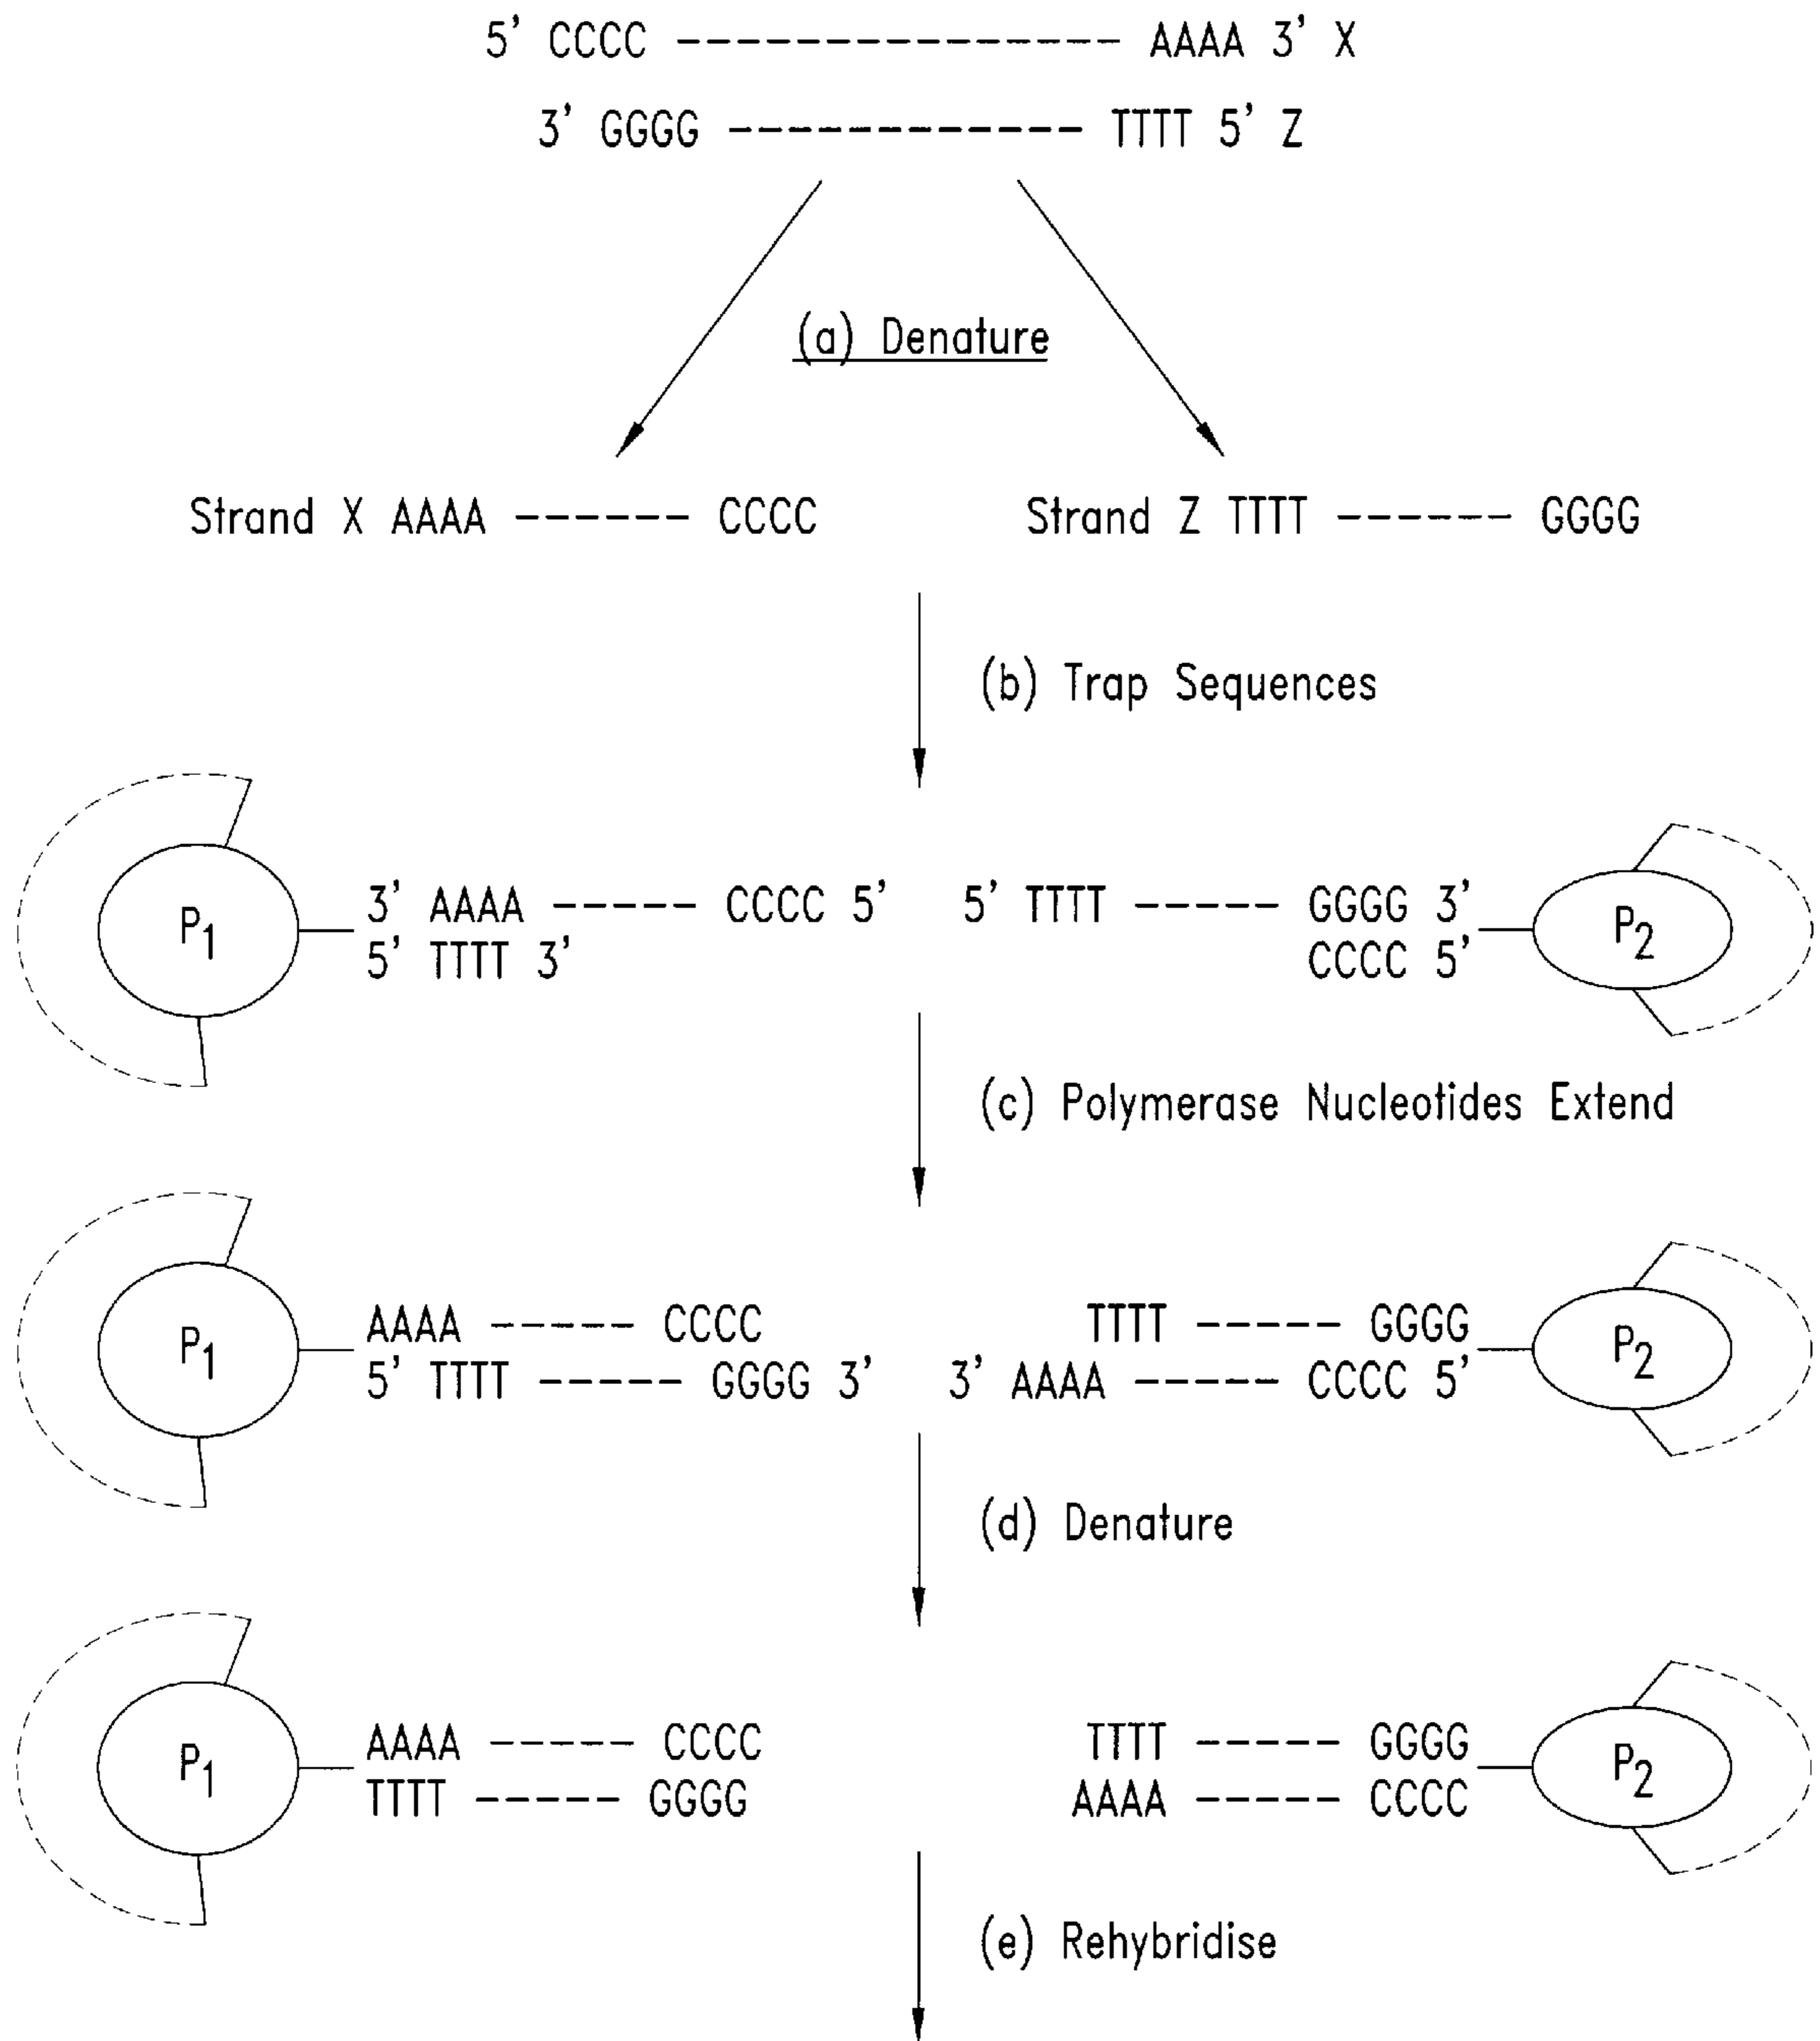 5' CCCC --------------- AAAA 3' X
3' GGGG ------------ TTTT 5' Z
(a) Denature
Strand X AAAA ------ CCCC Strand Z TTTT ------ GGGG
(b) Trap Sequences
P1 3' AAAA ----- CCCC 5' 5' TTTT ----- GGGG 3' P2
5' TTTT 3' CCCC 5'
(c) Polymerase Nucleotides Extend
P1 AAAA ----- CCCC TTTT ----- GGGG P2
5' TTTT ----- GGGG 3' 3' AAAA ----- CCCC 5'
(d) Denature
P1 AAAA ----- CCCC TTTT ----- GGGG P2
TTTT ----- GGGG AAAA ----- CCCC
(e) Rehybridise